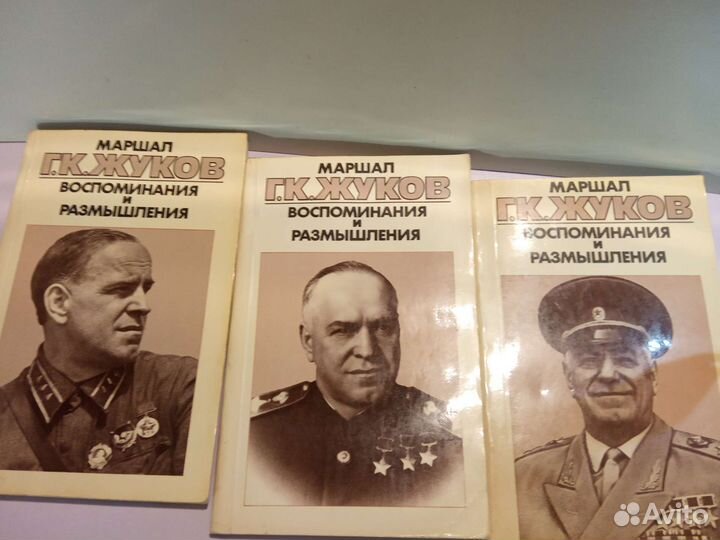 МАРШАЛ
Г.К.ЖУКОВ
ВОСПОМИНАНИЯ
И
РАЗМЫШЛЕНИЯ
МАРШАЛ
Г.К.ЖУКОВ
ВОСПОМИНАНИЯ
И
РАЗМЫШЛЕНИЯ
МАРШАЛ
Г.К.ЖУКОВ
ВОСПОМИНАНИЯ
И
РАЗМЫШЛЕНИЯ
Avito